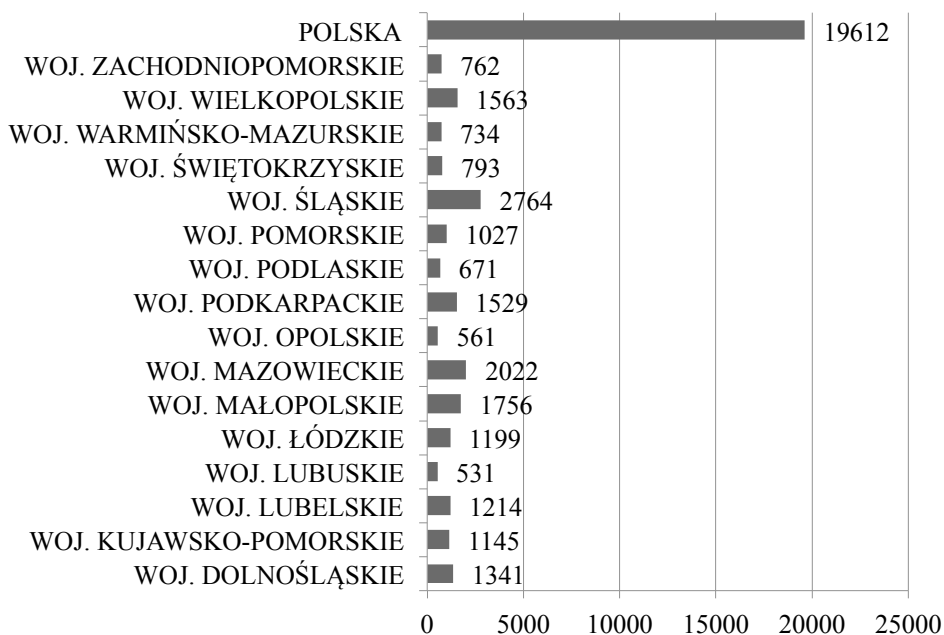 POLSKA 19612
WOJ. ZACHODNIOPOMORSKIE 762
WOJ. WIELKOPOLSKIE 1563
WOJ. WARMIŃSKO-MAZURSKIE 734
WOJ. ŚWIĘTOKRZYSKIE 793
WOJ. ŚLĄSKIE 2764
WOJ. POMORSKIE 1027
WOJ. PODLASKIE 671
WOJ. PODKARPACKIE 1529
WOJ. OPOLSKIE 561
WOJ. MAZOWIECKIE 2022
WOJ. MAŁOPOLSKIE 1756
WOJ. ŁÓDZKIE 1199
WOJ. LUBUSKIE 531
WOJ. LUBELSKIE 1214
WOJ. KUJAWSKO-POMORSKIE 1145
WOJ. DOLNOŚLĄSKIE 1341
0 5000 10000 15000 20000 25000